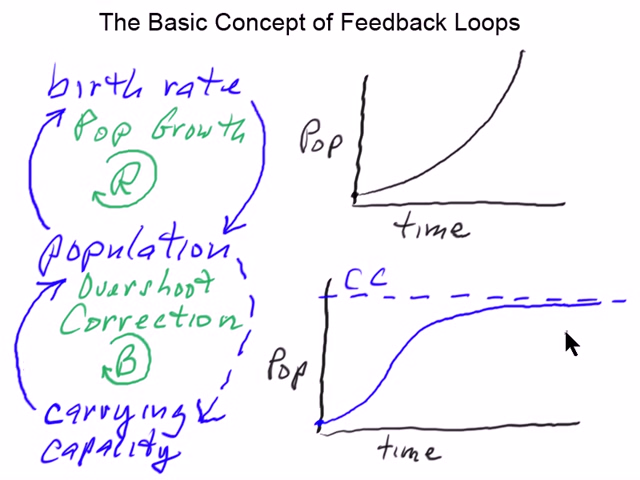 The Basic Concept of Feedback Loops
birth rate
Pop Growth
R
population
Overshoot
Correction
B
carrying
capacity
Pop
time
CC
Pop
time